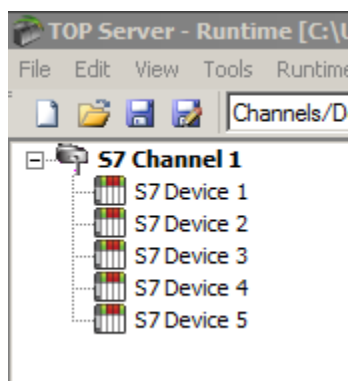 TOP Server - Runtime [C:\
File Edit View Tools Runtime
Channels/D
S7 Channel 1
S7 Device 1
S7 Device 2
S7 Device 3
S7 Device 4
S7 Device 5